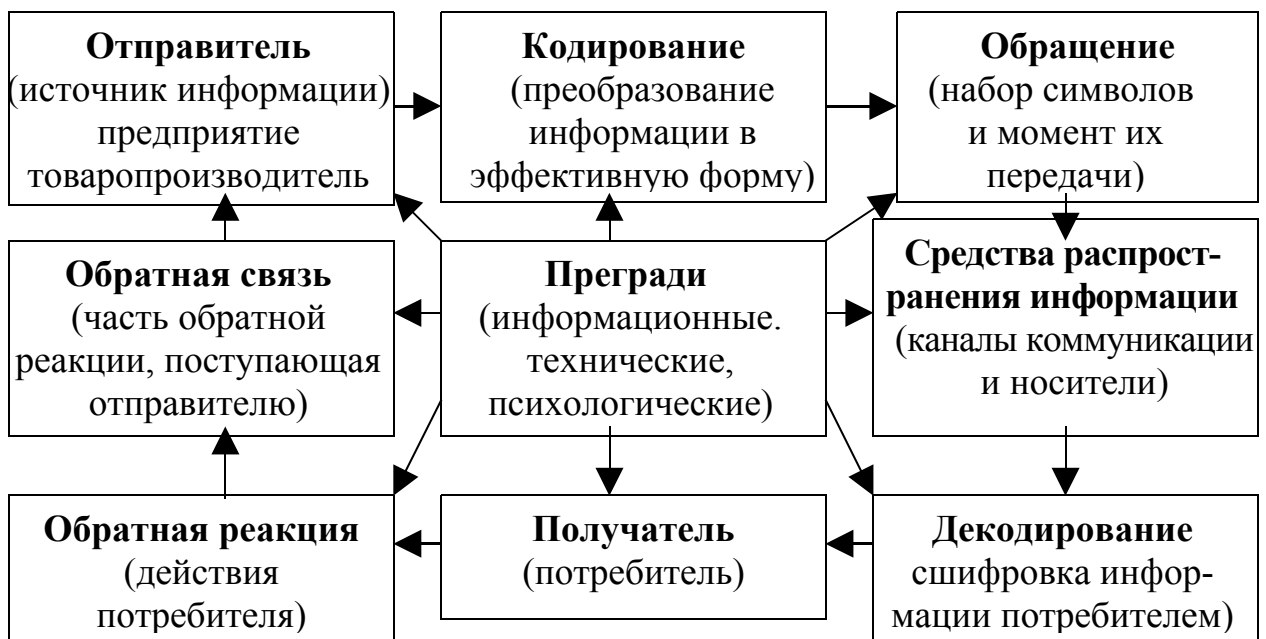 Отправитель
(источник информации)
предприятие
товаропроизводитель
Кодирование
(преобразование
информации в
эффективную форму)
Обращение
(набор символов
и момент их
передачи)
Обратная связь
(часть обратной
реакции, поступающая
отправителю)
Прегради
(информационные.
технические,
психологические)
Средства распрост-
ранения информации
(каналы коммуникации
и носители)
Обратная реакция
(действия
потребителя)
Получатель
(потребитель)
Декодирование
сшифровка инфор-
мации потребителем)